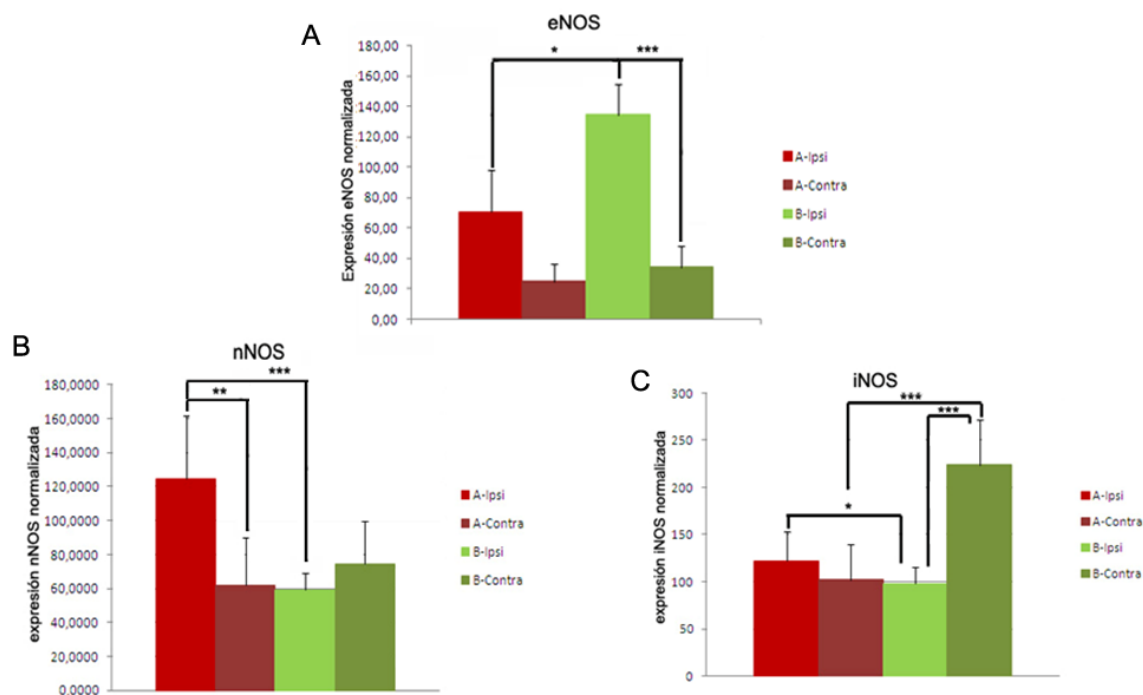 A
eNOS
Expresión eNOS normalizada
180,00
160,00
140,00
120,00
100,00
80,00
60,00
40,00
20,00
0,00
*
***
A-Ipsi
A-Contra
B-Ipsi
B-Contra
B
nNOS
expresión nNOS normalizada
180,0000
160,0000
140,0000
120,0000
100,0000
80,0000
60,0000
40,0000
20,0000
0.0000
***
**
A-Ipsi
A-Contra
B-Ipsi
B-Contra
C
iNOS
expresión iNOS normalizada
300
250
200
150
100
50
0
***
***
*
A-Ipsi
A-Contra
B-Ipsi
B-Contra